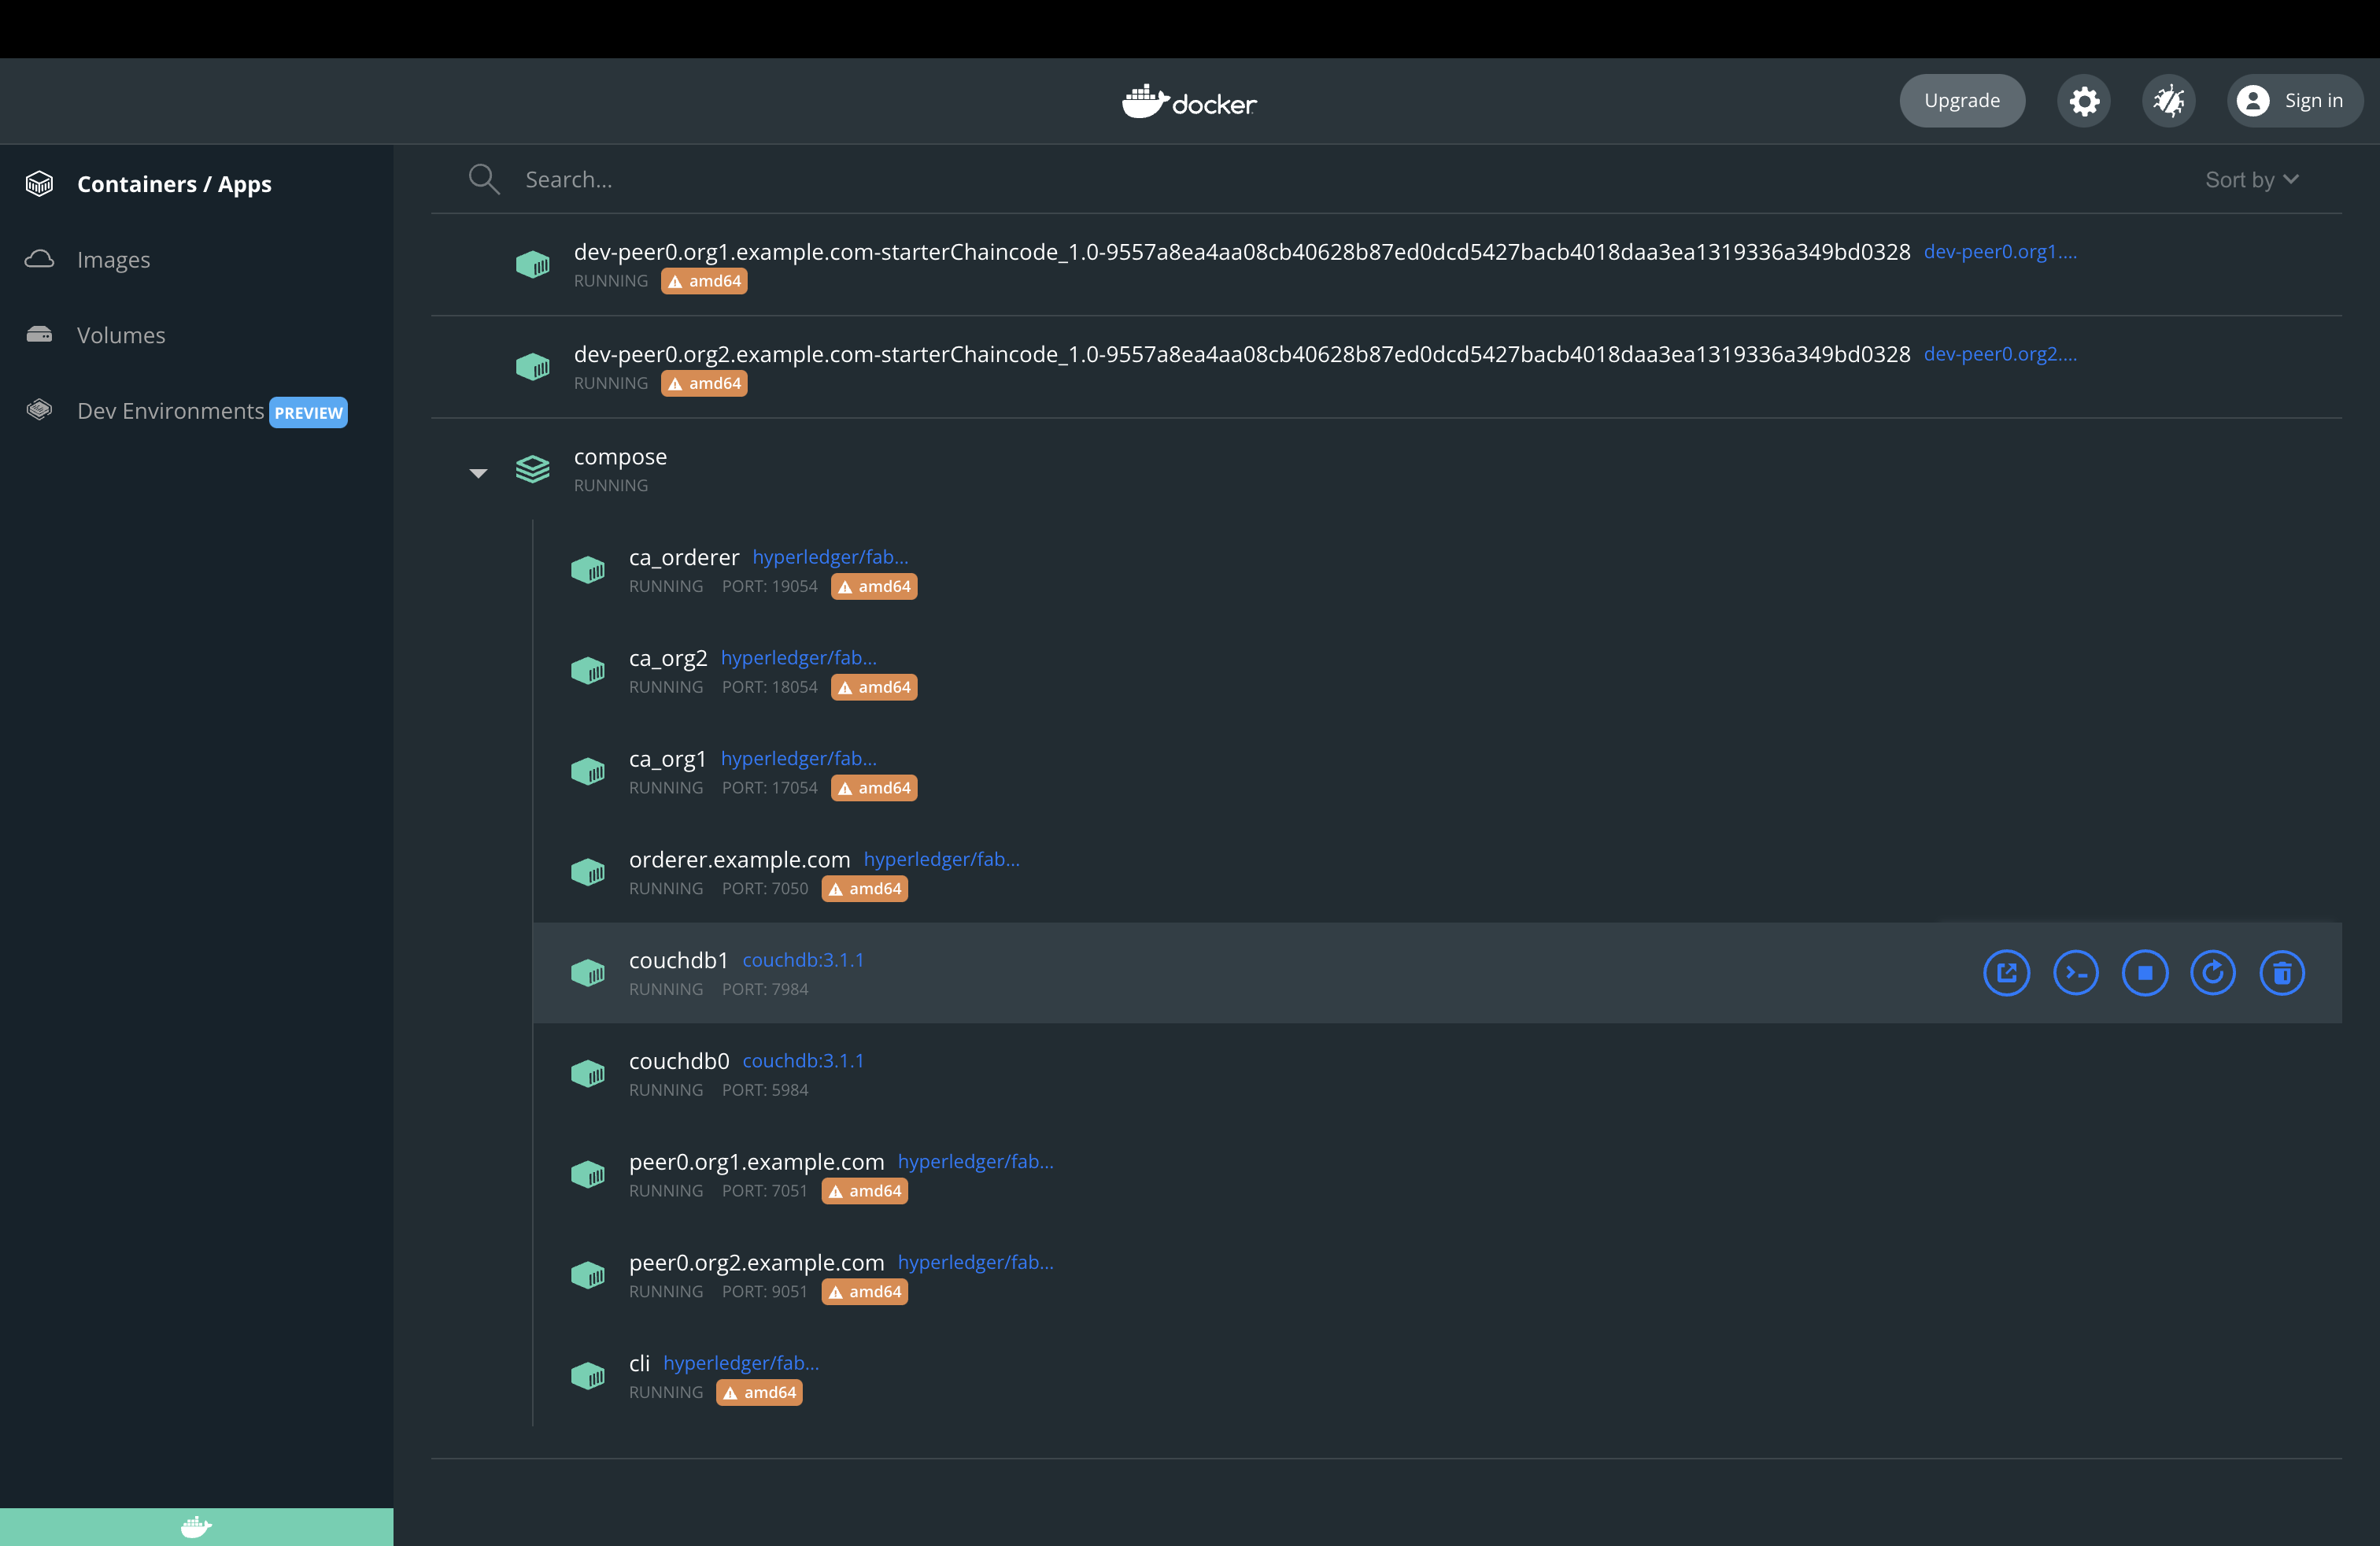 docker
Upgrade
Sign in
Containers / Apps
Images
Volumes
Dev Environments PREVIEW
Search...
Sort by
dev-peer0.org1.example.com-starterChaincode_1.0-9557a8ea4aa08cb40628b87ed0dcd5427bacb4018daa3ea1319336a349bd0328 dev-peer0.org1....
RUNNING amd64
dev-peer0.org2.example.com-starterChaincode_1.0-9557a8ea4aa08cb40628b87ed0dcd5427bacb4018daa3ea1319336a349bd0328 dev-peer0.org2....
RUNNING amd64
compose
RUNNING
ca_orderer hyperledger/fab...
RUNNING PORT: 19054 amd64
ca_org2 hyperledger/fab...
RUNNING PORT: 18054 amd64
ca_org1 hyperledger/fab...
RUNNING PORT: 17054 amd64
orderer.example.com hyperledger/fab...
RUNNING PORT: 7050 amd64
couchdb1 couchdb:3.1.1
RUNNING PORT: 7984
couchdb0 couchdb:3.1.1
RUNNING PORT: 5984
peer0.org1.example.com hyperledger/fab...
RUNNING PORT: 7051 amd64
peer0.org2.example.com hyperledger/fab...
RUNNING PORT: 9051 amd64
cli hyperledger/fab...
RUNNING amd64